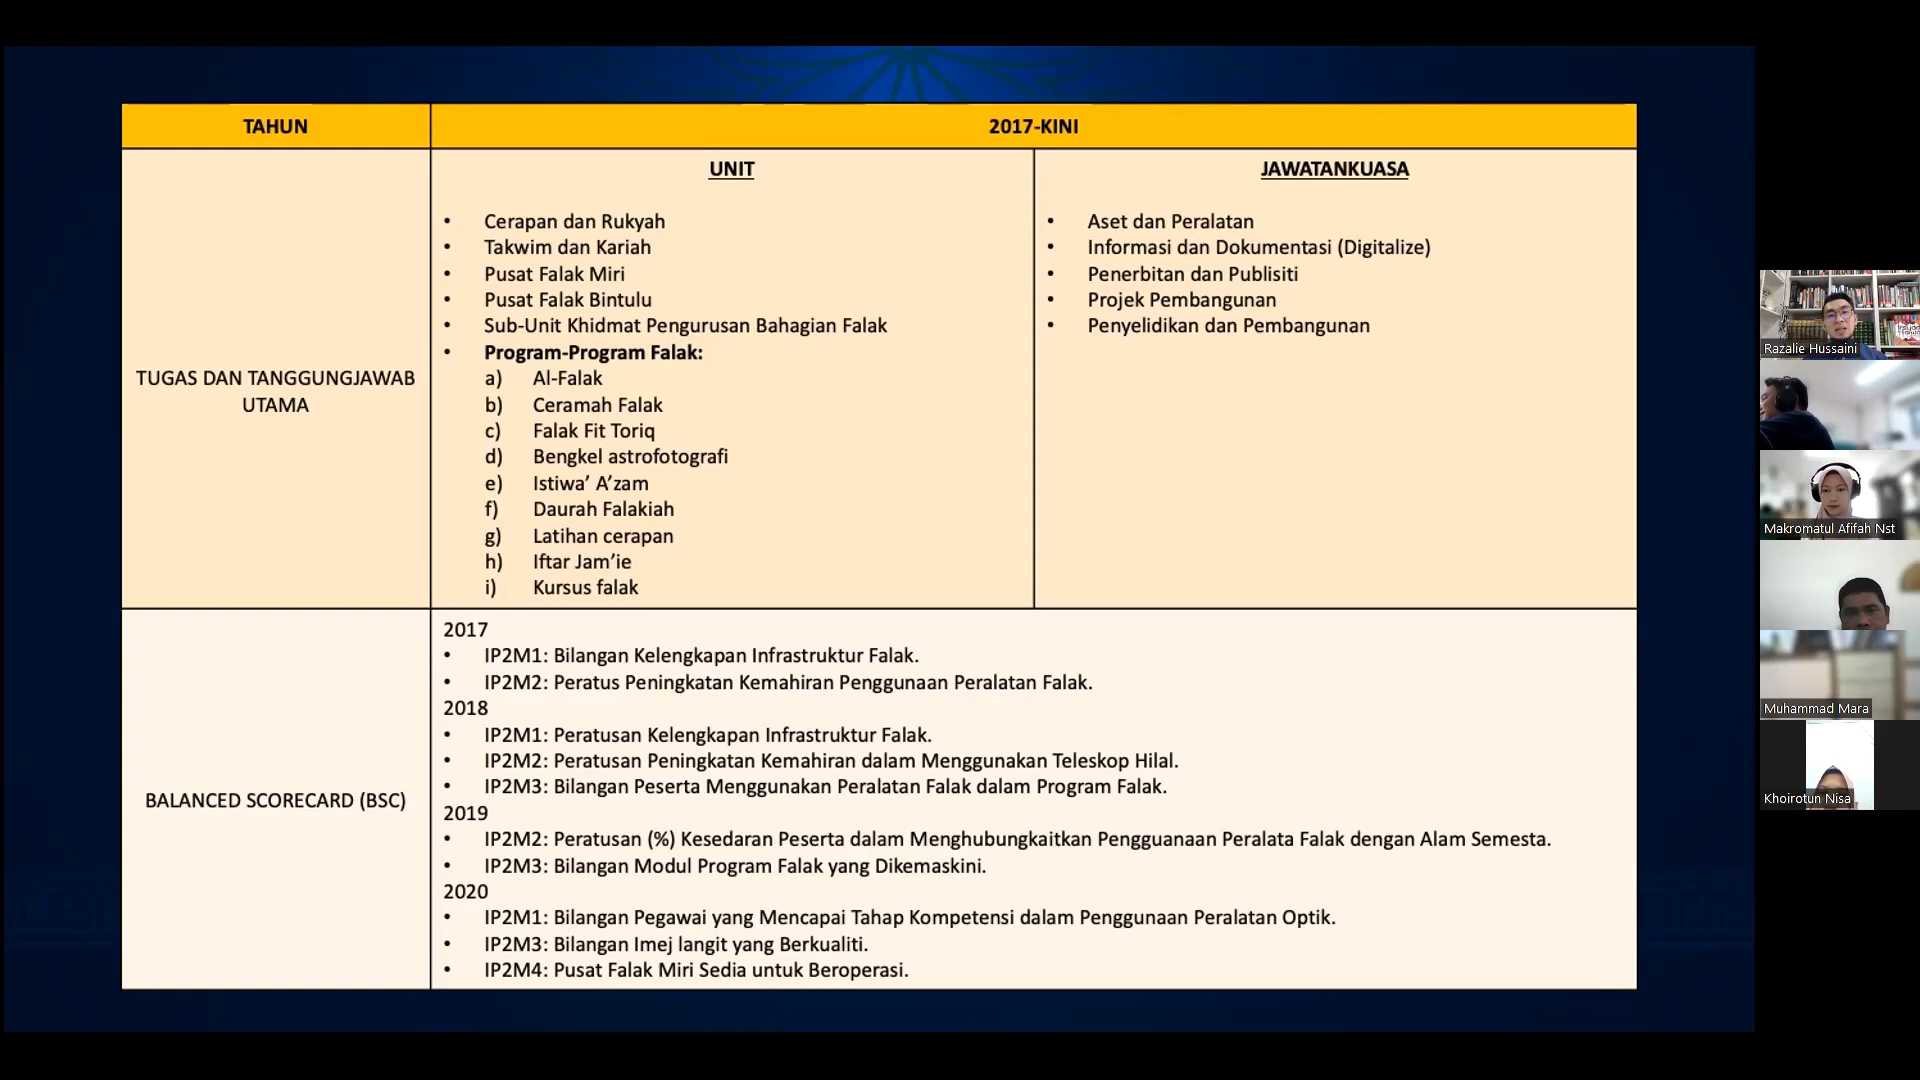 TAHUN
2017-KINI
TUGAS DAN TANGGUNGJAWAB
UTAMA
UNIT
• Cerapan dan Rukyah
• Takwim dan Kariah
• Pusat Falak Miri
• Pusat Falak Bintulu
• Sub-Unit Khidmat Pengurusan Bahagian Falak
• Program-Program Falak:
a) Al-Falak
b) Ceramah Falak
c) Falak Fit Toriq
d) Bengkel astrofotografi
e) Istiwa’ A’zam
f) Daurah Falakiah
g) Latihan cerapan
h) Iftar Jam’ie
i) Kursus falak
JAWATANKUASA
• Aset dan Peralatan
• Informasi dan Dokumentasi (Digitalize)
• Penerbitan dan Publisiti
• Projek Pembangunan
• Penyelidikan dan Pembangunan
BALANCED SCORECARD (BSC)
2017
• IP2M1: Bilangan Kelengkapan Infrastruktur Falak.
• IP2M2: Peratus Peningkatan Kemahiran Penggunaan Peralatan Falak.
2018
• IP2M1: Peratusan Kelengkapan Infrastruktur Falak.
• IP2M2: Peratusan Peningkatan Kemahiran dalam Menggunakan Teleskop Hilal.
• IP2M3: Bilangan Peserta Menggunakan Peralatan Falak dalam Program Falak.
2019
• IP2M2: Peratusan (%) Kesedaran Peserta dalam Menghubungkaitkan Pengguanaan Peralata Falak dengan Alam Semesta.
• IP2M3: Bilangan Modul Program Falak yang Dikemaskini.
2020
• IP2M1: Bilangan Pegawai yang Mencapai Tahap Kompetensi dalam Penggunaan Peralatan Optik.
• IP2M3: Bilangan Imej langit yang Berkualiti.
• IP2M4: Pusat Falak Miri Sedia untuk Beroperasi.
Razalie Hussaini
Makromatul Afifah Nst
Muhammad Mara
Khoirotun Nisa